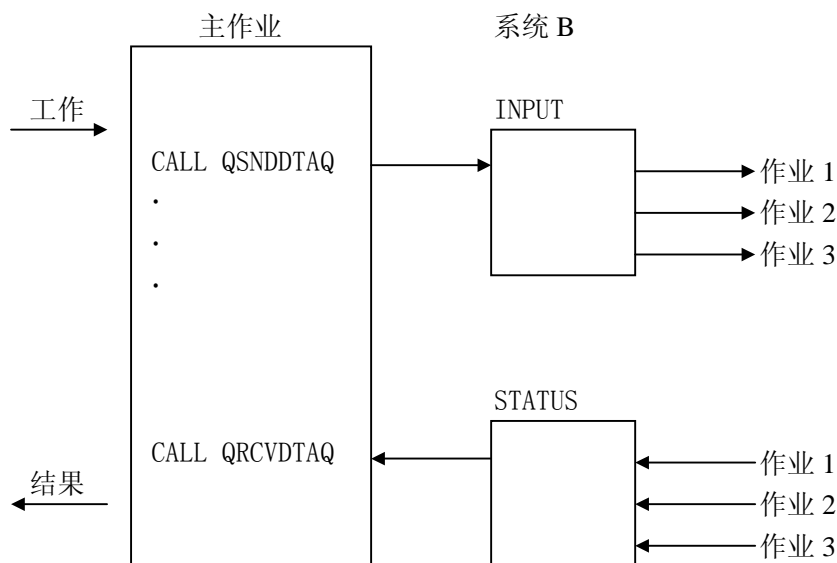 主作业
系统 B
工作
INPUT
CALL QSNDDTAQ
作业 1
.
作业 2
.
作业 3
.
STATUS
CALL QRCVDTAQ
作业 1
结果
作业 2
作业 3